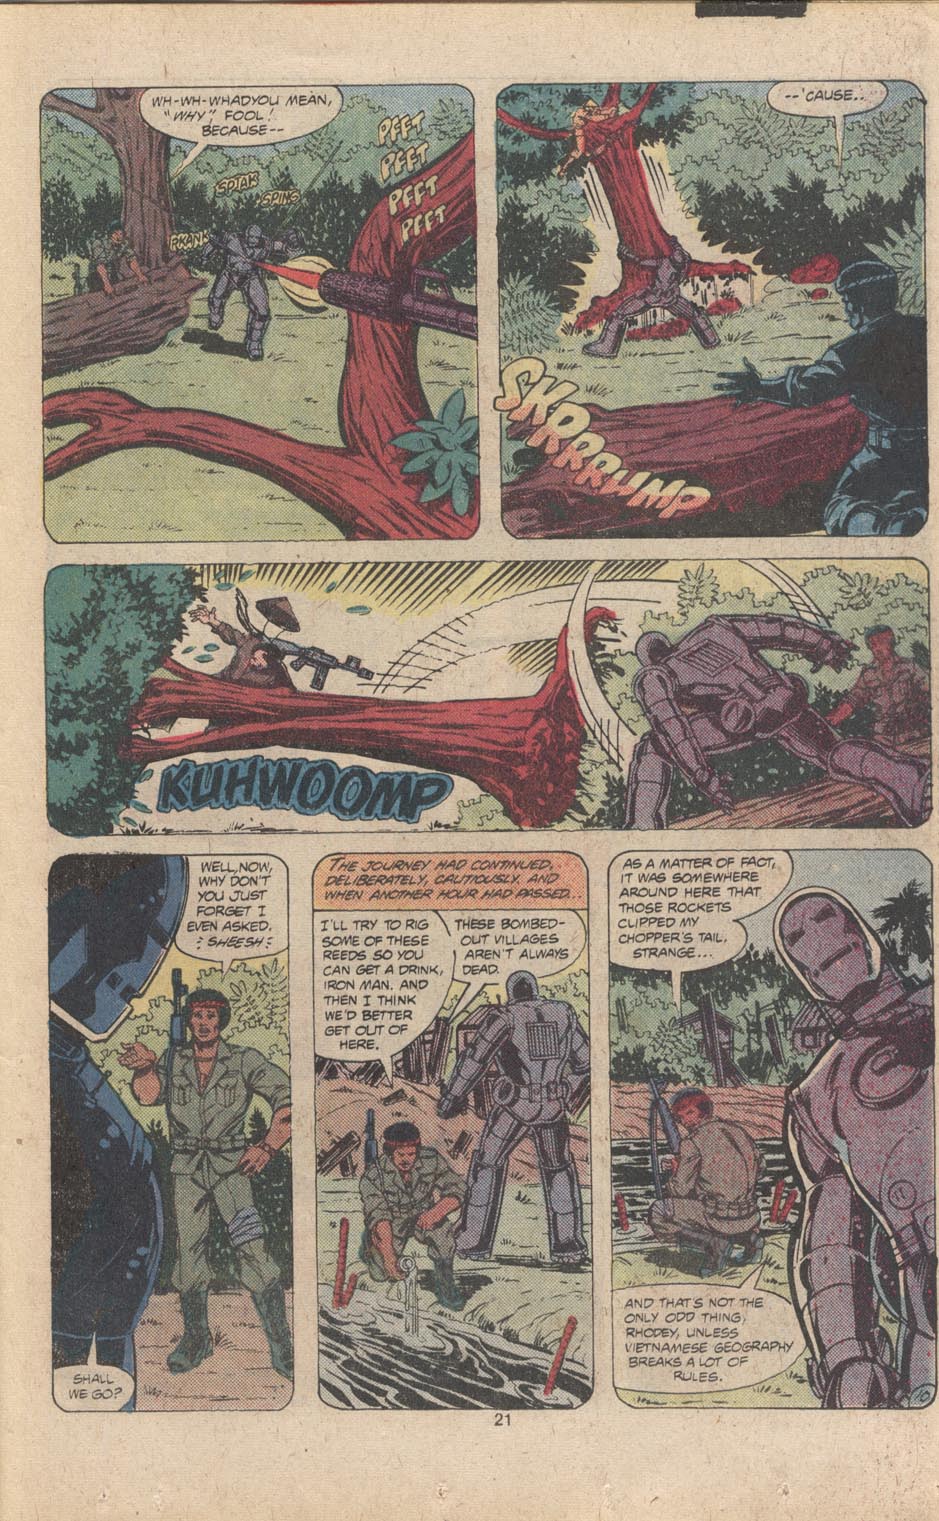 WH-WH-WHADYOU MEAN,
"WHY," FOOL!
BECAUSE--
SPTAK
SPING
P-KANK
PFET
PFET
PFET
PFET
--'CAUSE..
SKRRRUMP
KUHWOOMP
WELL, NOW,
WHY DON'T
YOU JUST
FORGET I
EVEN ASKED.
: SHEESH :
SHALL
WE GO?
THE JOURNEY HAD CONTINUED,
DELIBERATELY, CAUTIOUSLY, AND
WHEN ANOTHER HOUR HAD PASSED...
I'LL TRY TO RIG
SOME OF THESE
REEDS SO YOU
CAN GET A DRINK,
IRON MAN, AND
THEN I THINK
WE'D BETTER
GET OUT OF
HERE.
THESE BOMBED-
OUT VILLAGES
AREN'T ALWAYS
DEAD.
AS A MATTER OF FACT,
IT WAS SOMEWHERE
AROUND HERE THAT
THOSE ROCKETS
CLIPPED MY
CHOPPER'S TAIL.
STRANGE...
AND THAT'S NOT THE
ONLY ODD THING,
RHODEY, UNLESS
VIETNAMESE GEOGRAPHY
BREAKS A LOT OF
RULES.
10
21